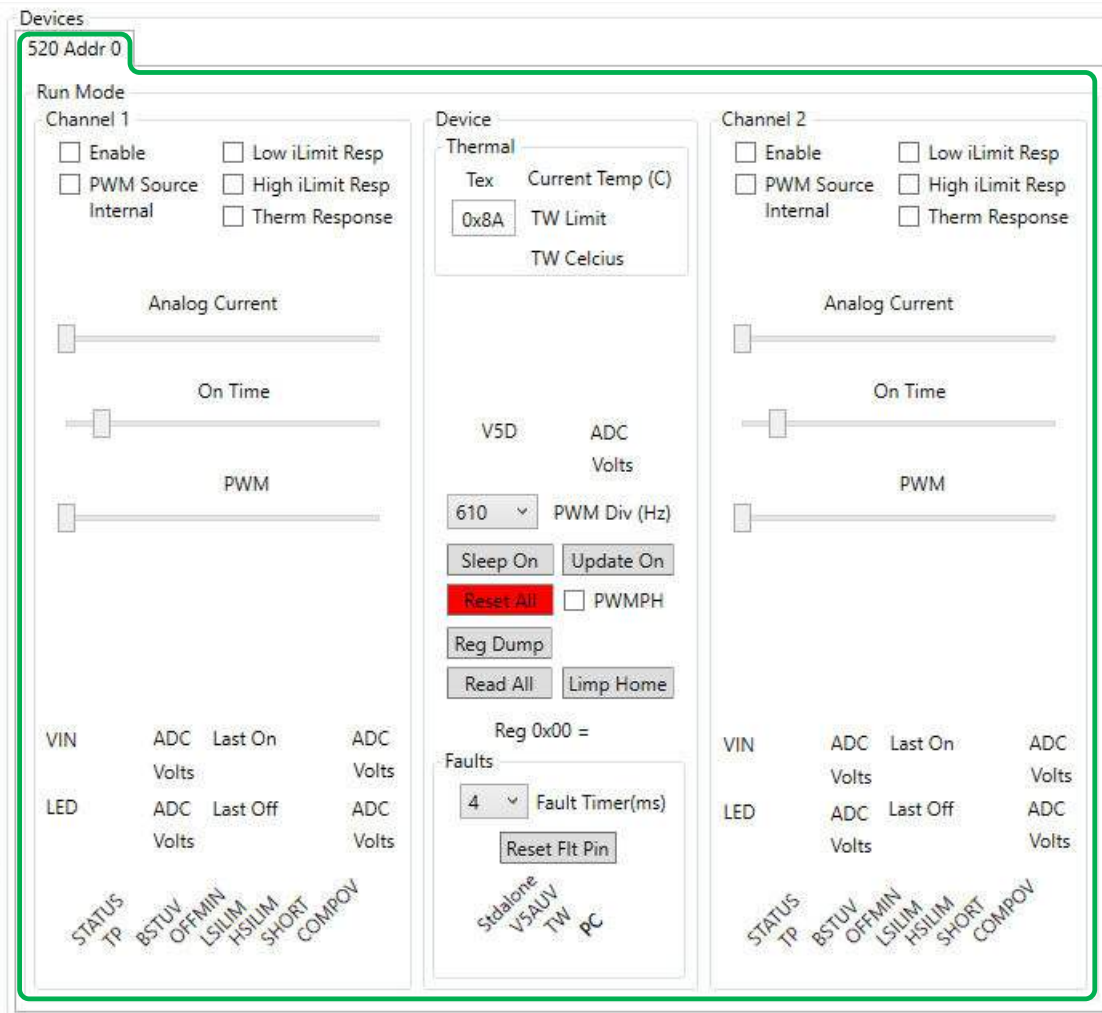 Devices
520 Addr 0
Run Mode
Channel 1
Enable
Low iLimit Resp
PWM Source
Internal
High iLimit Resp
Therm Response
Analog Current
On Time
PWM
VIN
ADC
Last On
ADC
Volts
Volts
LED
ADC
Last Off
ADC
Volts
Volts
STATUS
TP
BSTUV
OFFMIN
LSILIM
HSILIM
SHORT
COMPOV
Device
Thermal
Tex
Current Temp (C)
0x8A
TW Limit
TW Celcius
V5D
ADC
Volts
610
PWM Div (Hz)
Sleep On
Update On
Reset All
PWMPH
Reg Dump
Read All
Limp Home
Reg 0x00 =
Faults
4
Fault Timer(ms)
Reset Flt Pin
Stdalone
V5AUV
TW
PC
Channel 2
Enable
Low iLimit Resp
PWM Source
Internal
High iLimit Resp
Therm Response
Analog Current
On Time
PWM
VIN
ADC
Last On
ADC
Volts
Volts
LED
ADC
Last Off
ADC
Volts
Volts
STATUS
TP
BSTUV
OFFMIN
LSILIM
HSILIM
SHORT
COMPOV